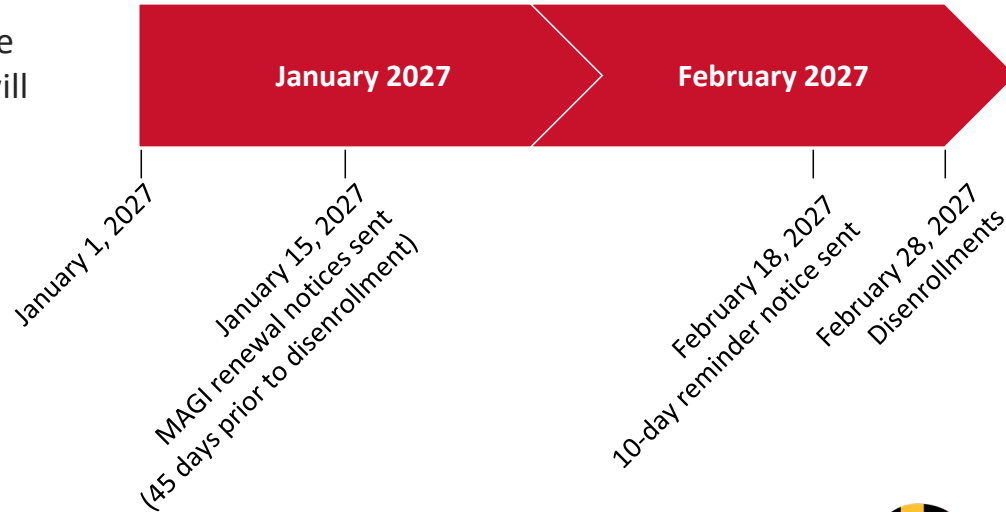 January 2027
February 2027
January 1, 2027
January 15, 2027
MAGI renewal notices sent
(45 days prior to disenrollment)
February 18, 2027
10-day reminder notice sent
February 28, 2027
Disenrollments